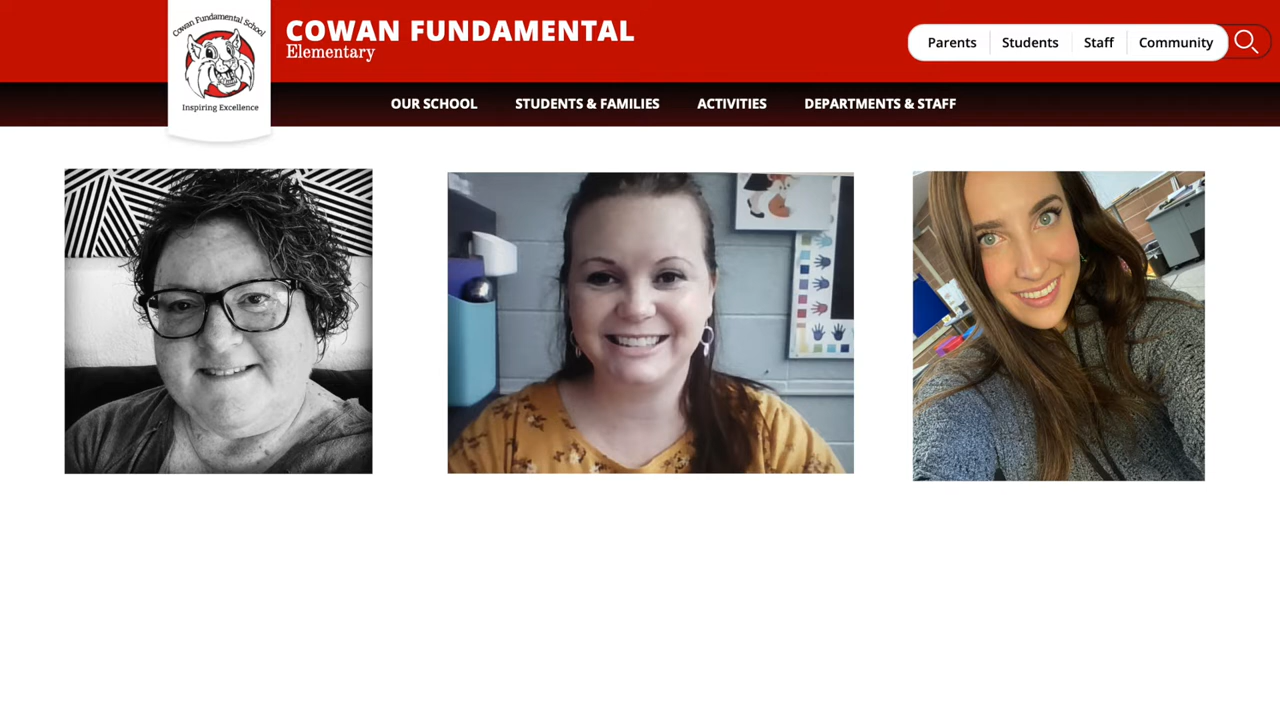 Cowan Fundamental School
Inspiring Excellence
COWAN FUNDAMENTAL
Elementary
Parents
Students
Staff
Community
OUR SCHOOL
STUDENTS & FAMILIES
ACTIVITIES
DEPARTMENTS & STAFF